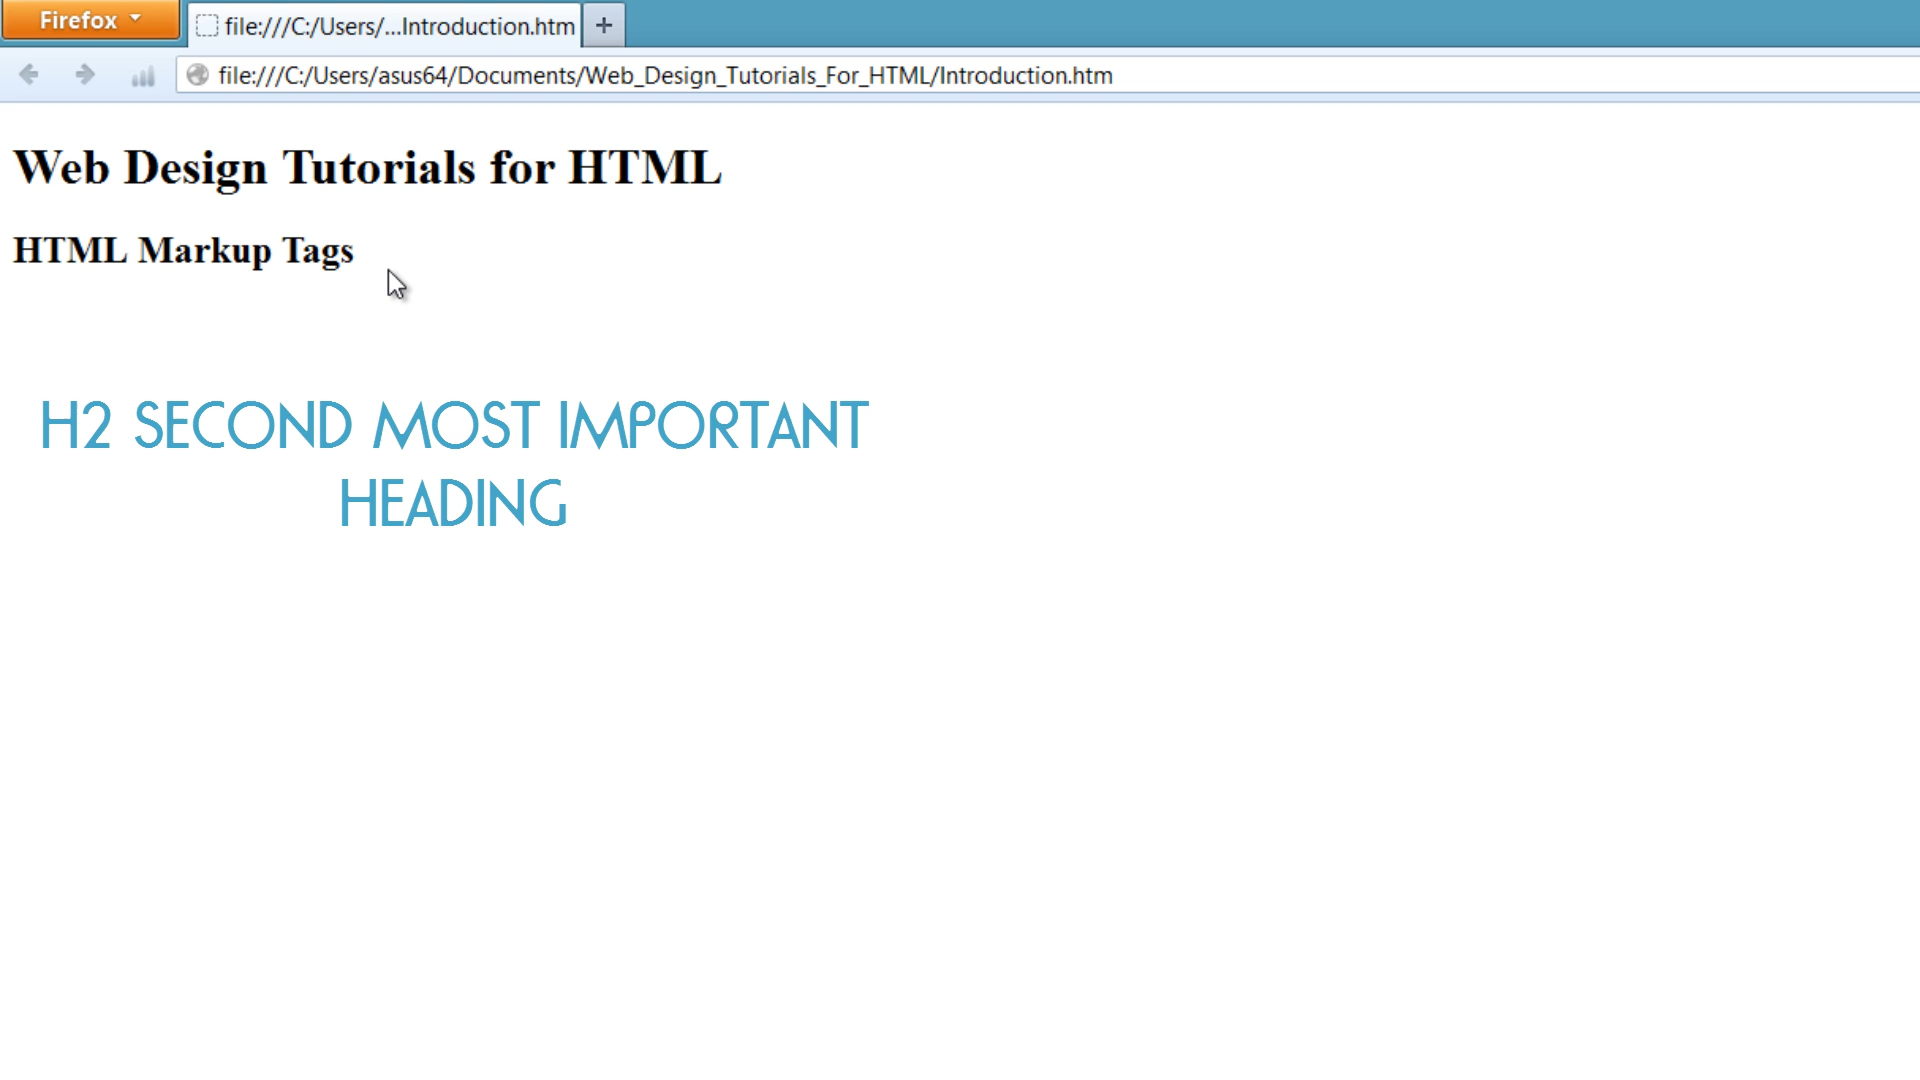 Firefox
file:///C:/Users/...Introduction.htm
file:///C:/Users/asus64/Documents/Web_Design_Tutorials_For_HTML/Introduction.htm
Web Design Tutorials for HTML
HTML Markup Tags
H2 SECOND MOST IMPORTANT
HEADING